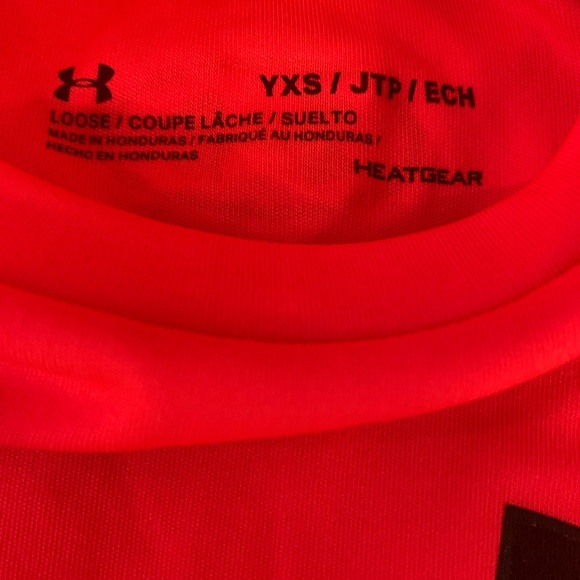 YXS / JTP / ECH
LOOSE / COUPE LÂCHE / SUELTO
MADE IN HONDURAS / FABRIQUÉ AU HONDURAS /
HECHO EN HONDURAS
HEATGEAR